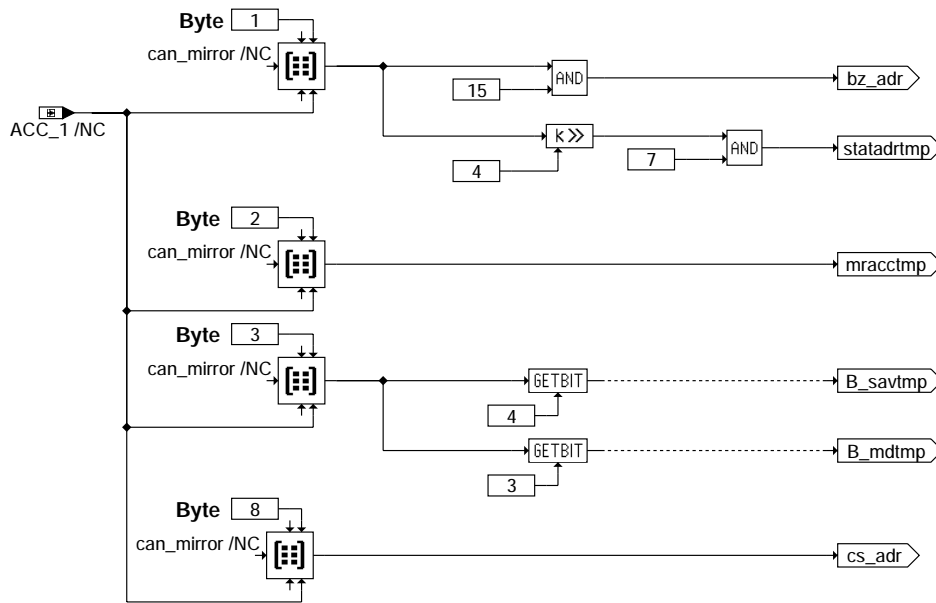 Byte 1
can_mirror /NC
AND
bz_adr
15
ACC_1 /NC
k>>
AND
statadrtmp
4
7
Byte 2
can_mirror /NC
mracctmp
Byte 3
can_mirror /NC
GETBIT
B_savtmp
4
GETBIT
B_mdtmp
3
Byte 8
can_mirror /NC
cs_adr